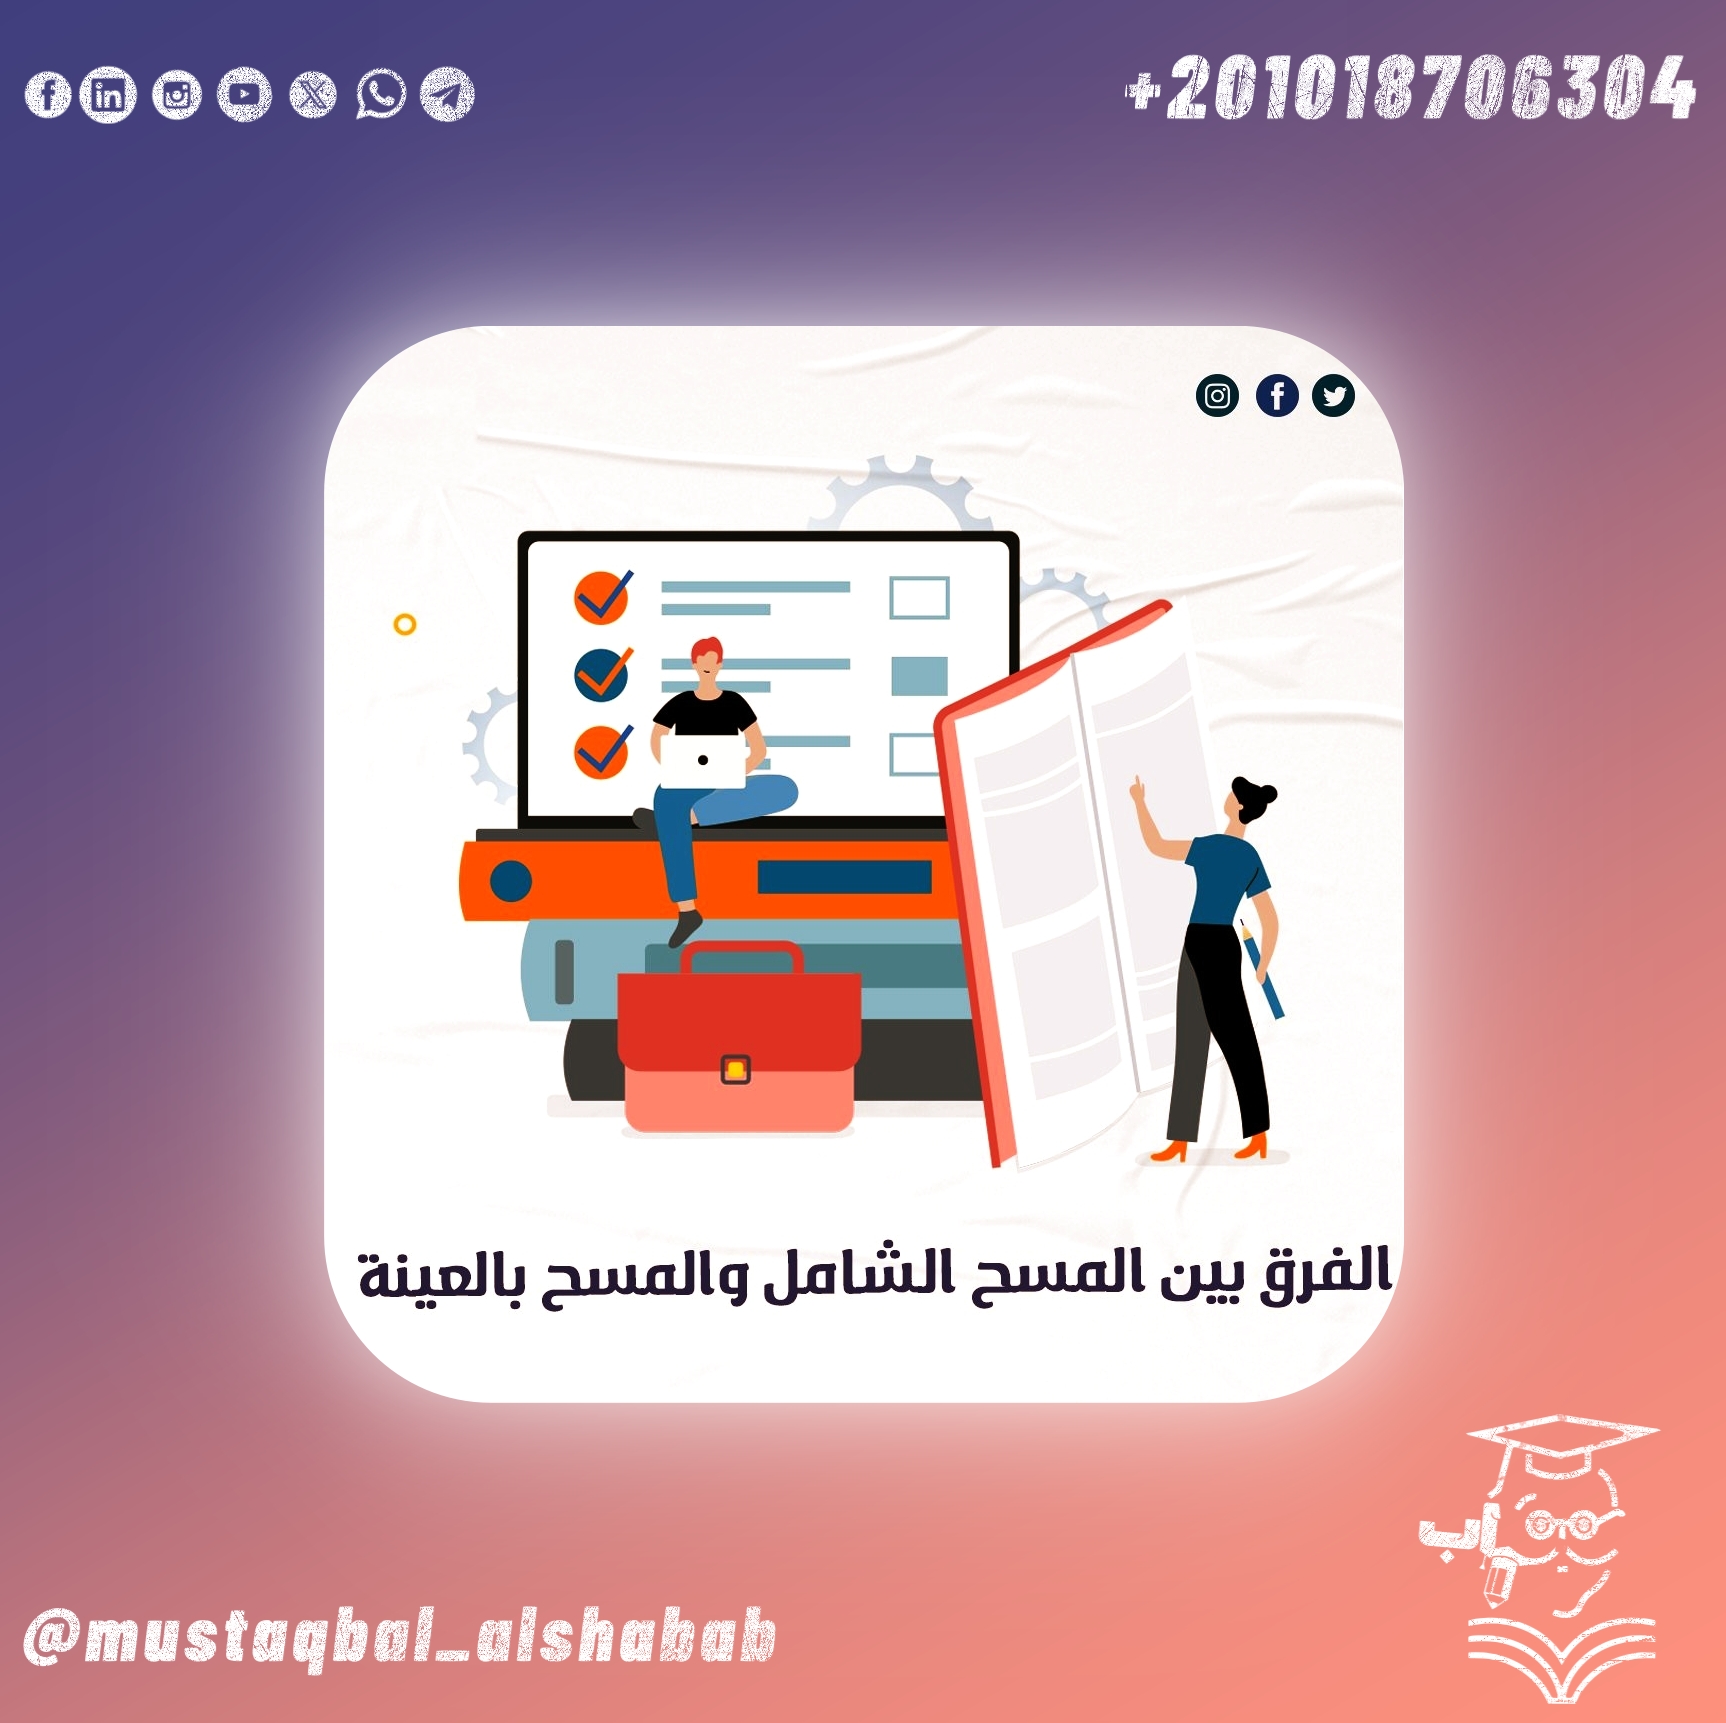 +201018706304
الفرق بين المسح الشامل والمسح بالعينة
@mustaqbal_alshabab